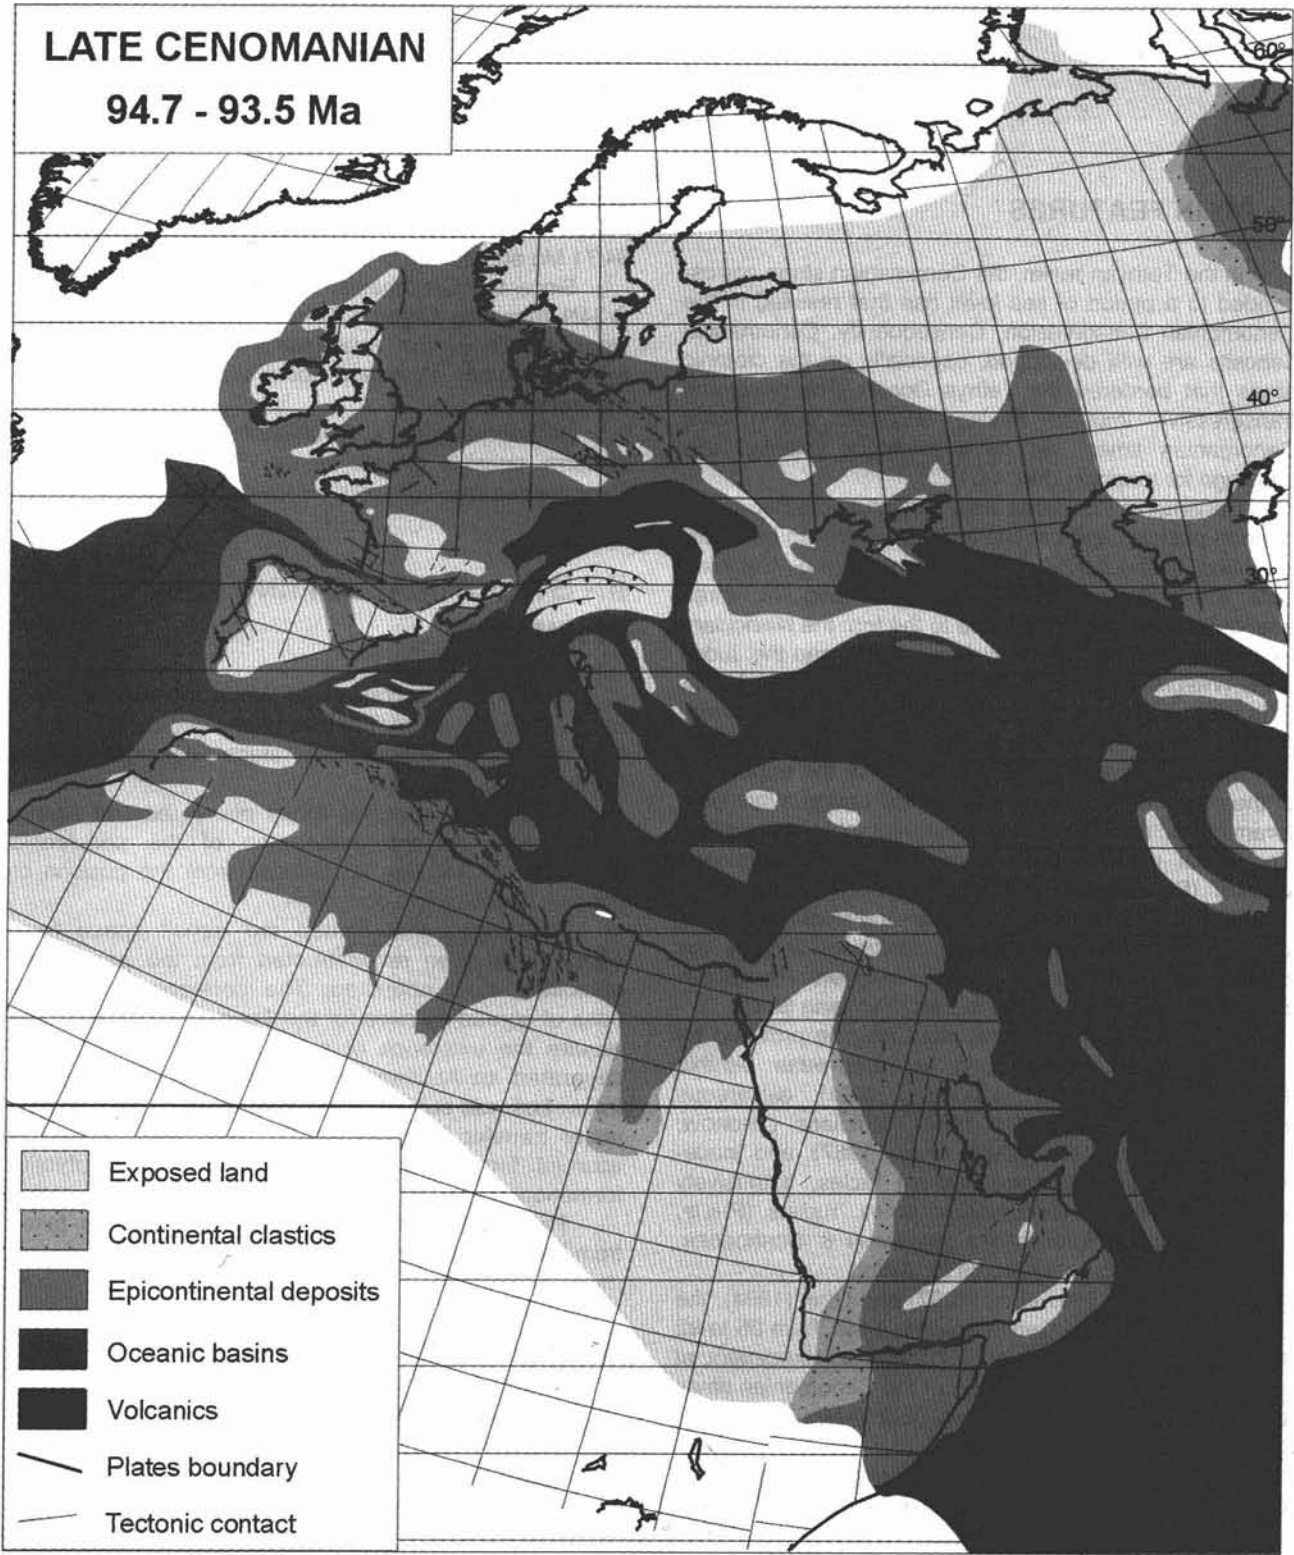 LATE CENOMANIAN
94.7 - 93.5 Ma
60°
50°
40°
30°
Exposed land
Continental clastics
Epicontinental deposits
Oceanic basins
Volcanics
Plates boundary
Tectonic contact